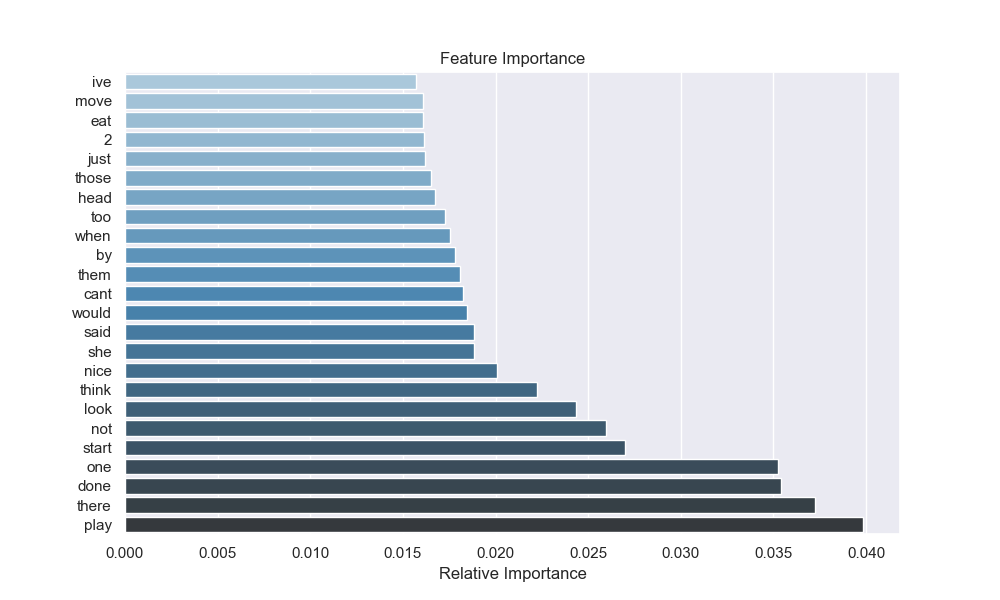 Feature Importance
ive
move
eat
2
just
those
head
too
when
by
them
cant
would
said
she
nice
think
look
not
start
one
done
there
play
0.000 0.005 0.010 0.015 0.020 0.025 0.030 0.035 0.040
Relative Importance